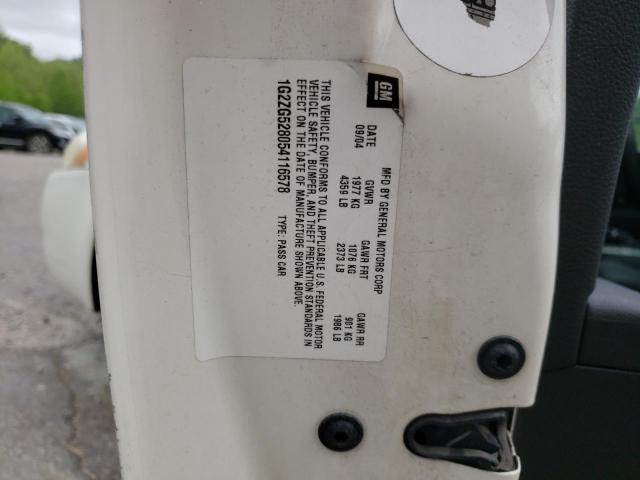 GM
MFD BY GENERAL MOTORS CORP
DATE GVWR GAWR FRT GAWR RR
09/04 1977 KG 1076 KG 901 KG
4359 LB 2373 LB 1986 LB
THIS VEHICLE CONFORMS TO ALL APPLICABLE U.S. FEDERAL MOTOR
VEHICLE SAFETY, BUMPER, AND THEFT PREVENTION STANDARDS IN
EFFECT ON THE DATE OF MANUFACTURE SHOWN ABOVE.
1G2ZG528054116578 TYPE: PASS CAR